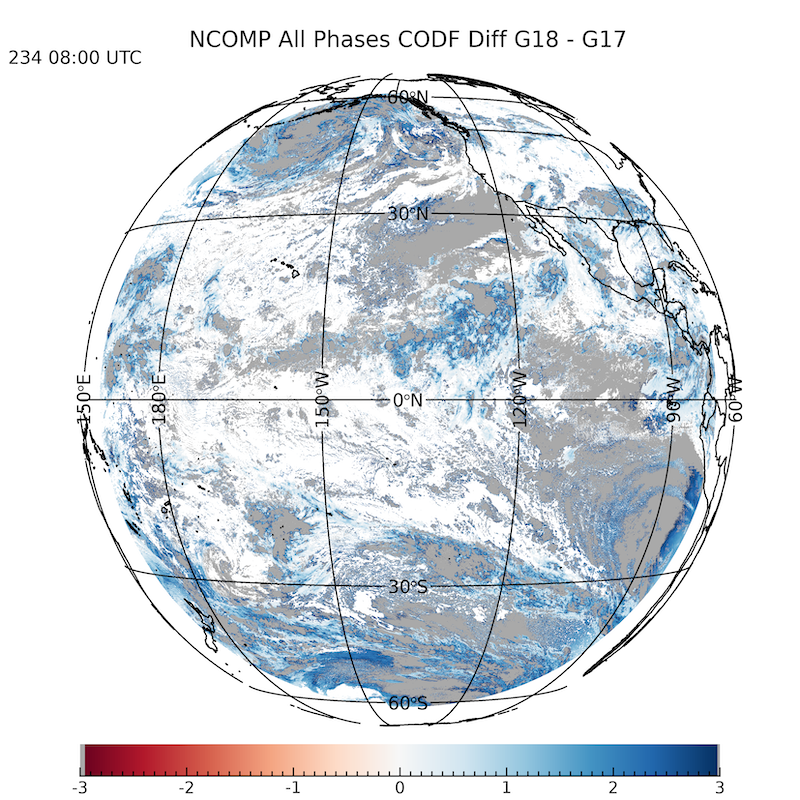 NCOMP All Phases CODF Diff G18 - G17
234 08:00 UTC
60°N
30°N
150°E
180°E
150°W
0°N
120°W
90°W
60°W
30°S
60°S
-3 -2 -1 0 1 2 3